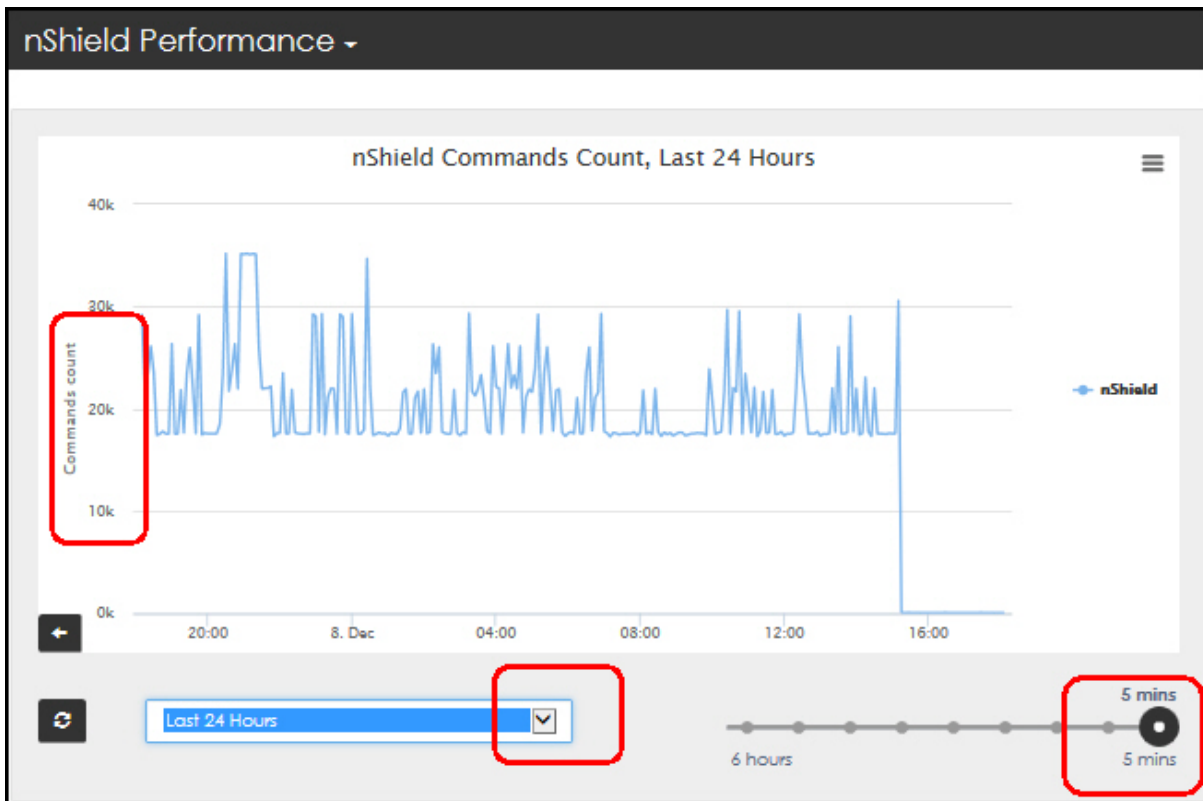 nShield Performance
nShield Commands Count, Last 24 Hours
40k
30k
20k
10k
0k
Commands count
20:00
8. Dec
04:00
08:00
12:00
16:00
nShield
Last 24 Hours
5 mins
6 hours
5 mins